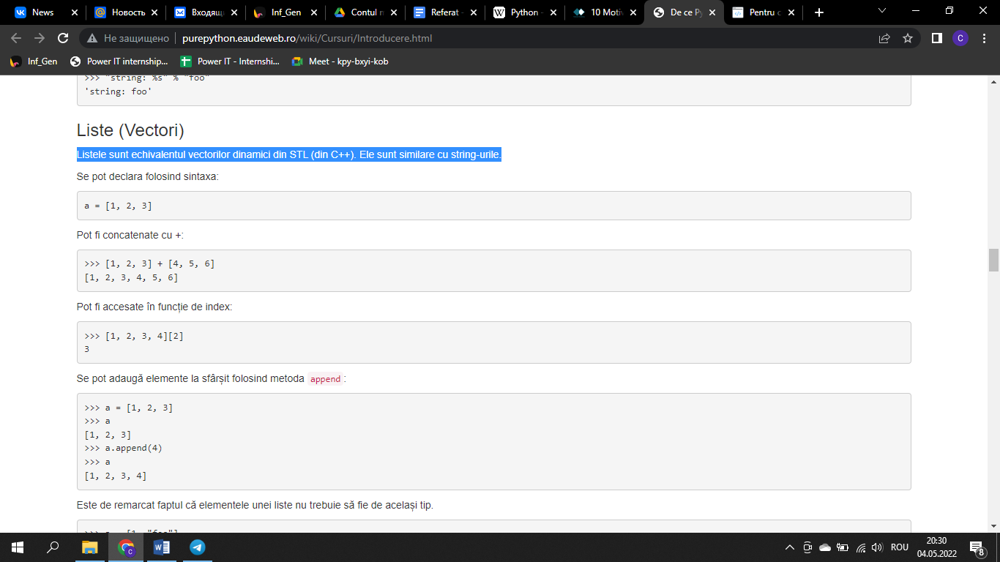 News
Новость
Входящ
Inf_Gen
Contul m
Referat -
Python -
10 Motiv
De ce Py
Pentru c
Не защищено
purepython.eaudeweb.ro/wiki/Cursuri/Introducere.html
C
Inf_Gen
Power IT internship...
Power IT - Internshi...
Meet - kpy-bxyi-kob
>>> "string: %s" % "foo"
'string: foo'
Liste (Vectori)
Listele sunt echivalentul vectorilor dinamici din STL (din C++). Ele sunt similare cu string-urile.
Se pot declara folosind sintaxa:
a = [1, 2, 3]
Pot fi concatenate cu +:
>>> [1, 2, 3] + [4, 5, 6]
[1, 2, 3, 4, 5, 6]
Pot fi accesate în funcție de index:
>>> [1, 2, 3, 4][2]
3
Se pot adaugă elemente la sfârșit folosind metoda append :
>>> a = [1, 2, 3]
>>> a
[1, 2, 3]
>>> a.append(4)
>>> a
[1, 2, 3, 4]
Este de remarcat faptul că elementele unei liste nu trebuie să fie de același tip.
>>> a = [1, "foo"]
ROU
20:30
04.05.2022
8